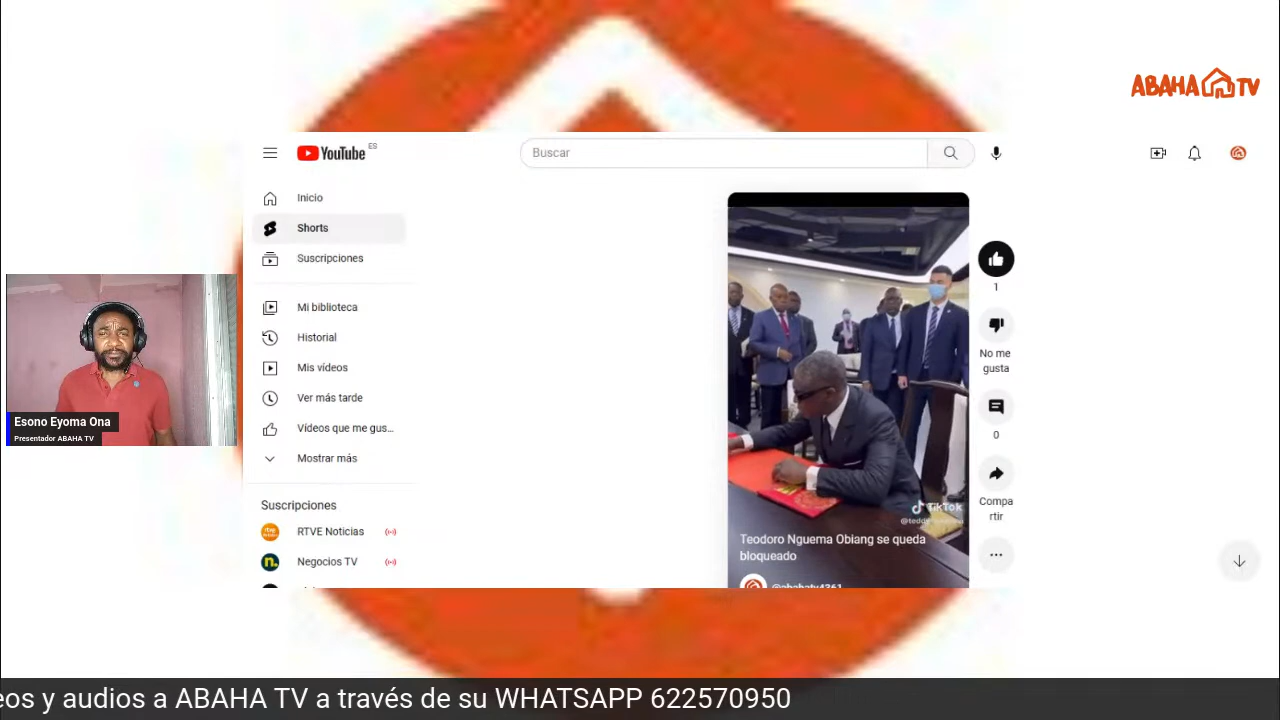 ABAHA TV
YouTube ES
Buscar
Inicio
Shorts
Suscripciones
Mi biblioteca
Historial
Mis vídeos
Ver más tarde
Vídeos que me gus...
Mostrar más
Suscripciones
RTVE Noticias
Negocios TV
1
No me
gusta
0
Compa
rtir
TikTok
Teodoro Nguema Obiang se queda
bloqueado
@abahatv4361
Esono Eyoma Ona
Presentador ABAHA TV
eos y audios a ABAHA TV a través de su WHATSAPP 622570950